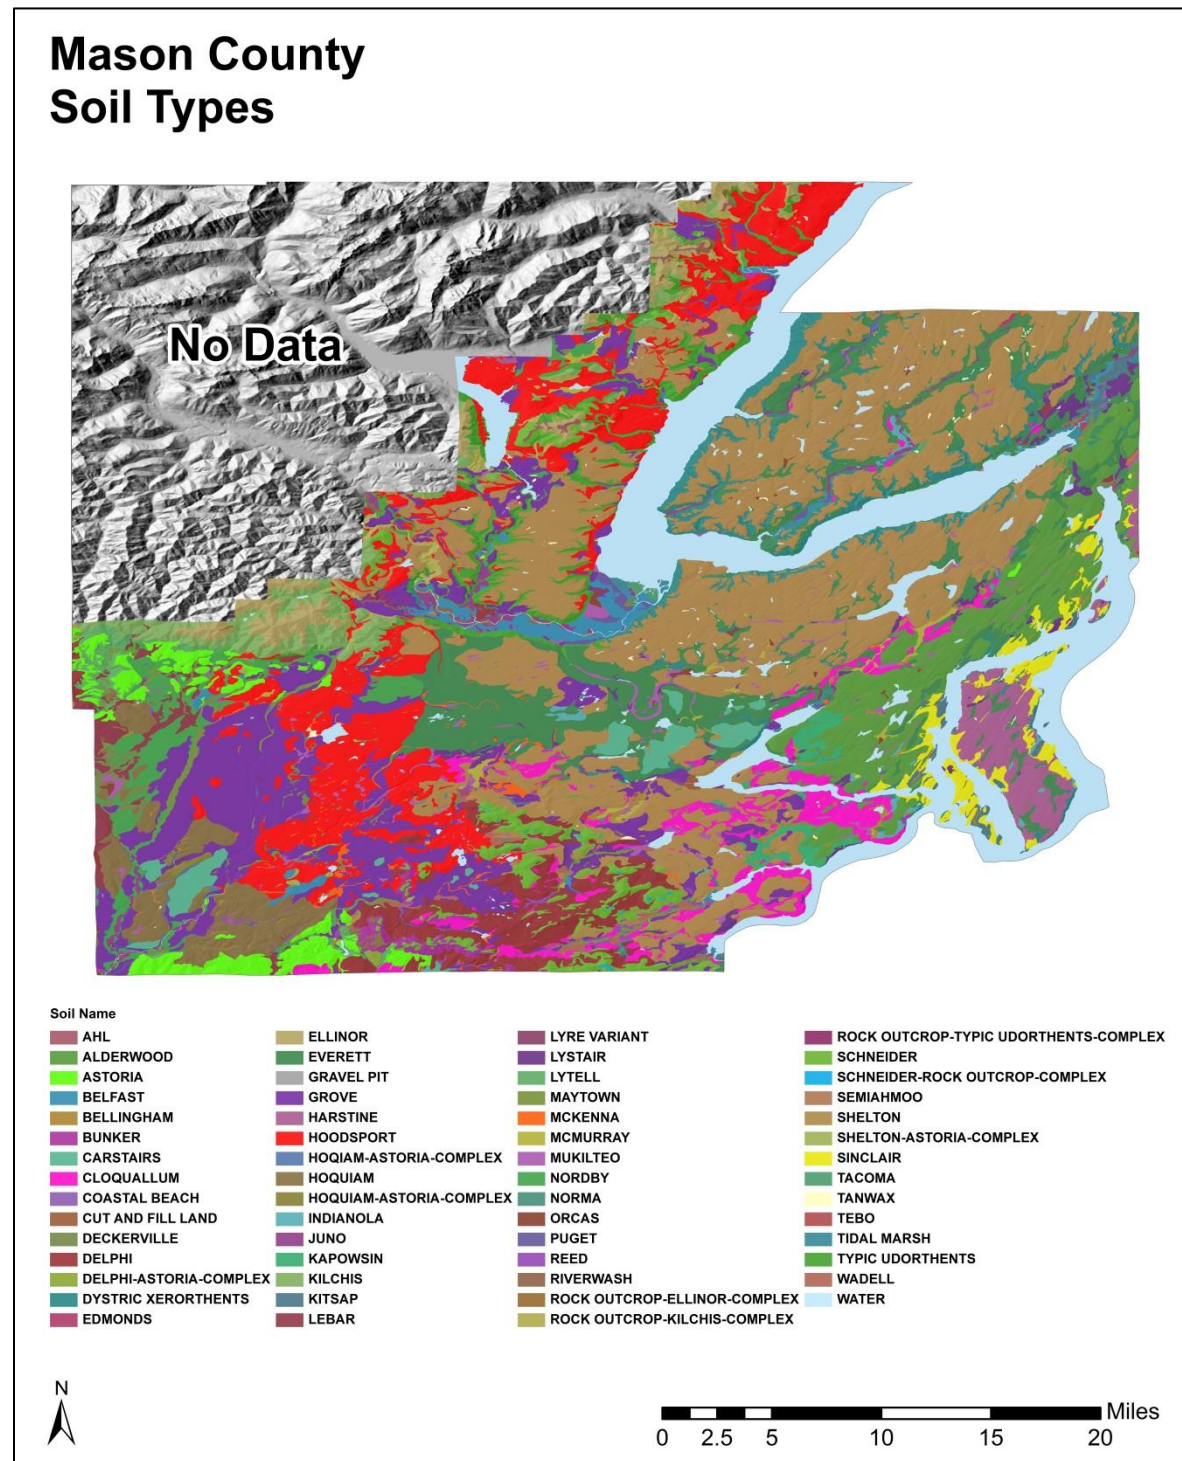 Mason County
Soil Types
No Data
Soil Name
AHL
ALDERWOOD
ASTORIA
BELFAST
BELLINGHAM
BUNKER
CARSTAIRS
CLOQUALLUM
COASTAL BEACH
CUT AND FILL LAND
DECKERVILLE
DELPHI
DELPHI-ASTORIA-COMPLEX
DYSTRIC XERORTHENTS
EDMONDS
ELLINOR
EVERETT
GRAVEL PIT
GROVE
HARSTINE
HOODSPORT
HOQIAM-ASTORIA-COMPLEX
HOQUIAM
HOQUIAM-ASTORIA-COMPLEX
INDIANOLA
JUNO
KAPOWSIN
KILCHIS
KITSAP
LEBAR
LYRE VARIANT
LYSTAIR
LYTELL
MAYTOWN
MCKENNA
MCMURRAY
MUKILTEO
NORDBY
NORMA
ORCAS
PUGET
REED
RIVERWASH
ROCK OUTCROP-ELLINOR-COMPLEX
ROCK OUTCROP-KILCHIS-COMPLEX
ROCK OUTCROP-TYPIC UDORTHENTS-COMPLEX
SCHNEIDER
SCHNEIDER-ROCK OUTCROP-COMPLEX
SEMIAHMOO
SHELTON
SHELTON-ASTORIA-COMPLEX
SINCLAIR
TACOMA
TANWAX
TEBO
TIDAL MARSH
TYPIC UDORTHENTS
WADELL
WATER
N
Miles
0 2.5 5 10 15 20